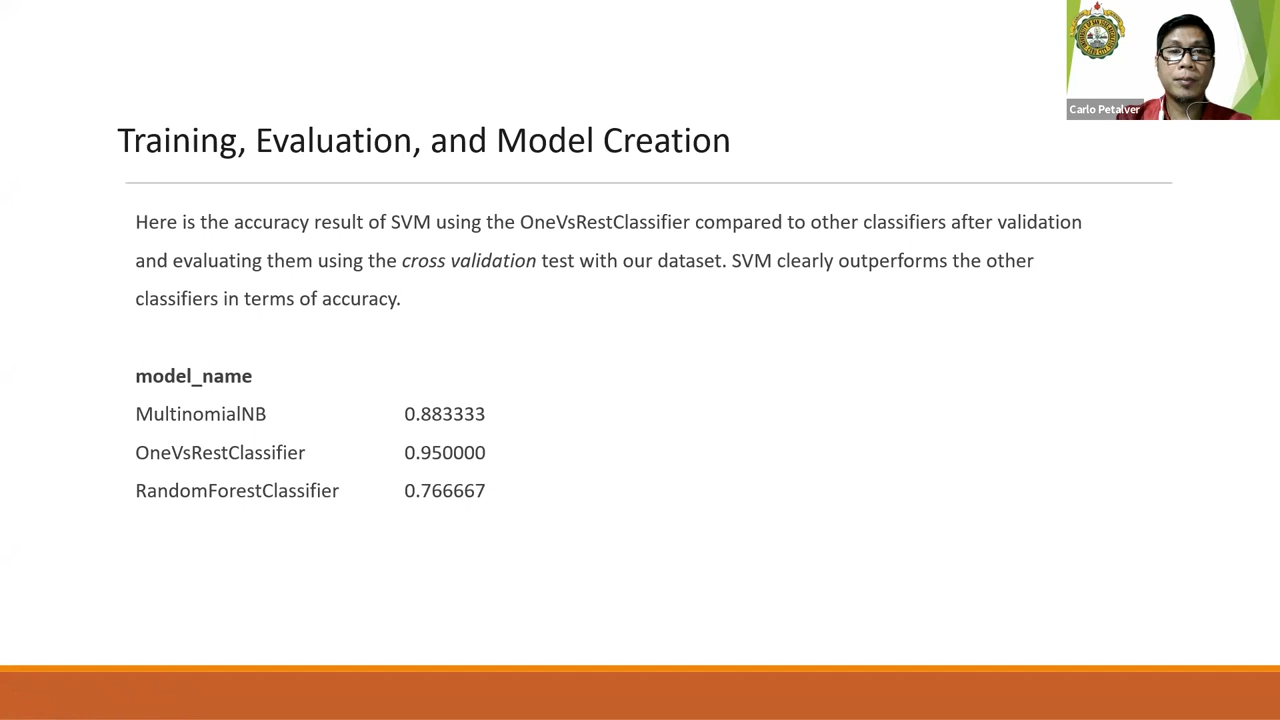 Carlo Petalver
Training, Evaluation, and Model Creation
Here is the accuracy result of SVM using the OneVsRestClassifier compared to other classifiers after validation
and evaluating them using the cross validation test with our dataset. SVM clearly outperforms the other
classifiers in terms of accuracy.
model_name
MultinomialNB 0.883333
OneVsRestClassifier 0.950000
RandomForestClassifier 0.766667